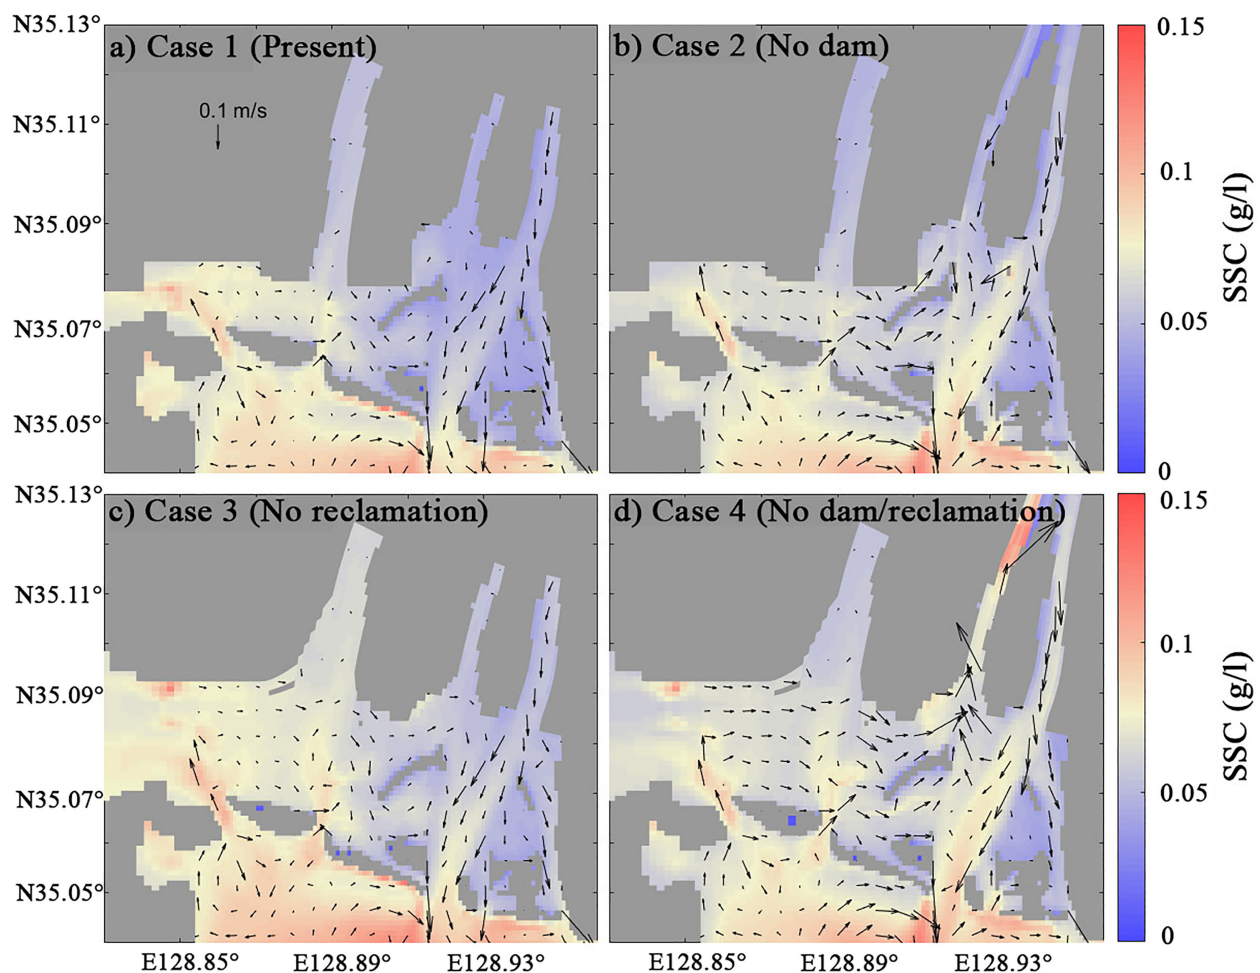 a) Case 1 (Present)
b) Case 2 (No dam)
0.1 m/s
N35.13°
N35.11°
N35.09°
N35.07°
N35.05°
0.15
0.1
0.05
0
SSC (g/l)
c) Case 3 (No reclamation)
d) Case 4 (No dam/reclamation)
N35.13°
N35.11°
N35.09°
N35.07°
N35.05°
0.15
0.1
0.05
0
SSC (g/l)
E128.85°
E128.89°
E128.93°
E128.85°
E128.89°
E128.93°